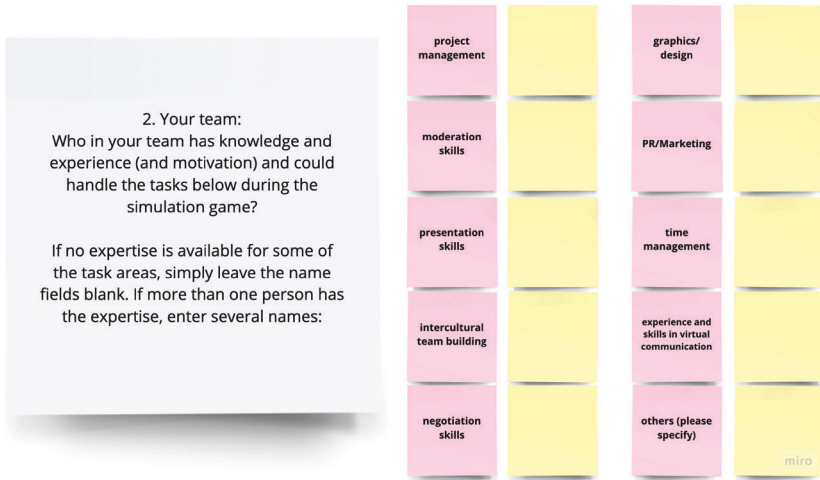 2. Your team:
Who in your team has knowledge and
experience (and motivation) and could
handle the tasks below during the
simulation game?
If no expertise is available for some of
the task areas, simply leave the name
fields blank. If more than one person has
the expertise, enter several names:
project
management
moderation
skills
presentation
skills
intercultural
team building
negotiation
skills
graphics/
design
PR/Marketing
time
management
experience and
skills in virtual
communication
others (please
specify)
miro